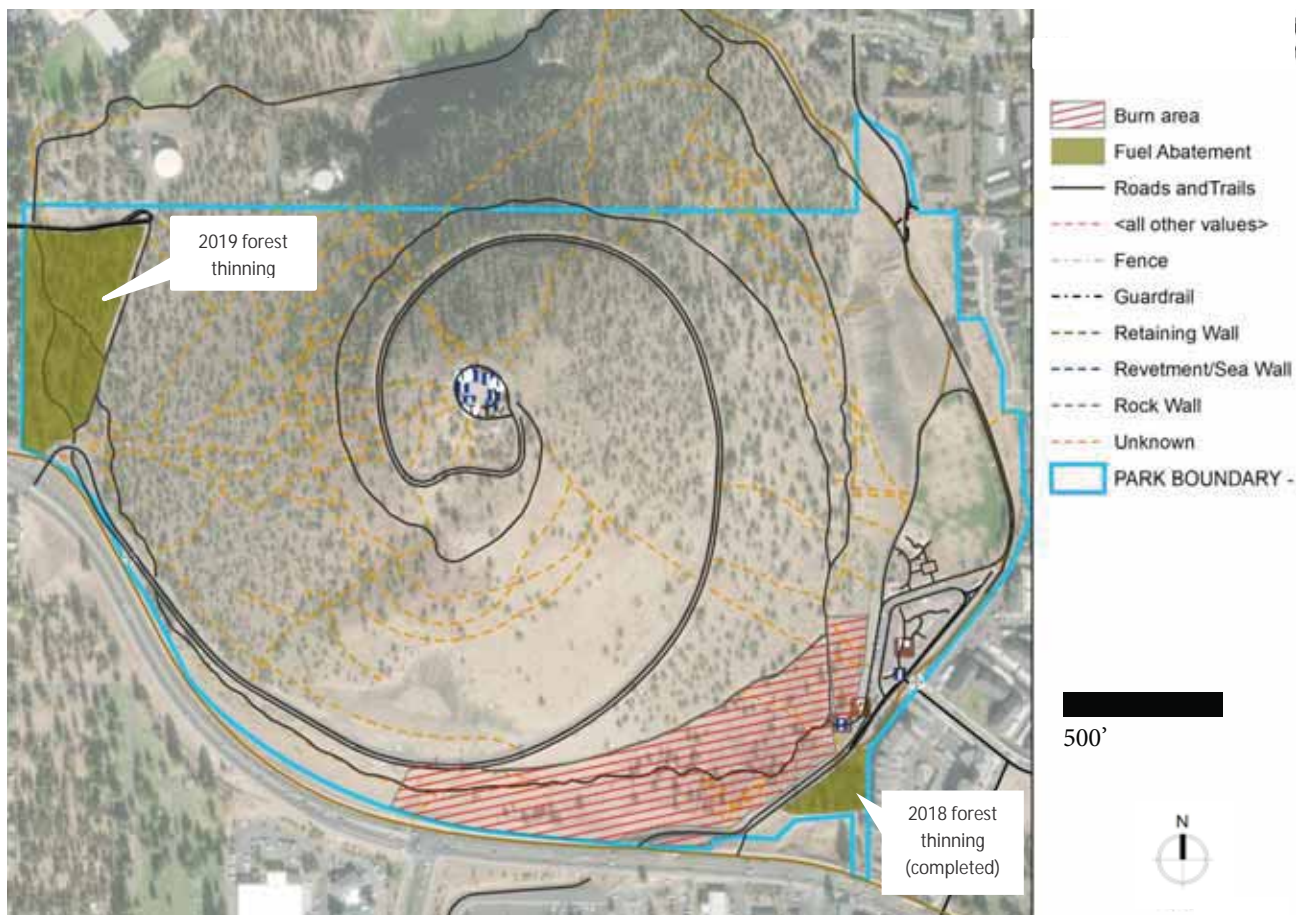 2019 forest
thinning
2018 forest
thinning
(completed)
Burn area
Fuel Abatement
Roads andTrails
<all other values>
Fence
Guardrail
Retaining Wall
Revetment/Sea Wall
Rock Wall
Unknown
PARK BOUNDARY -
500’
N